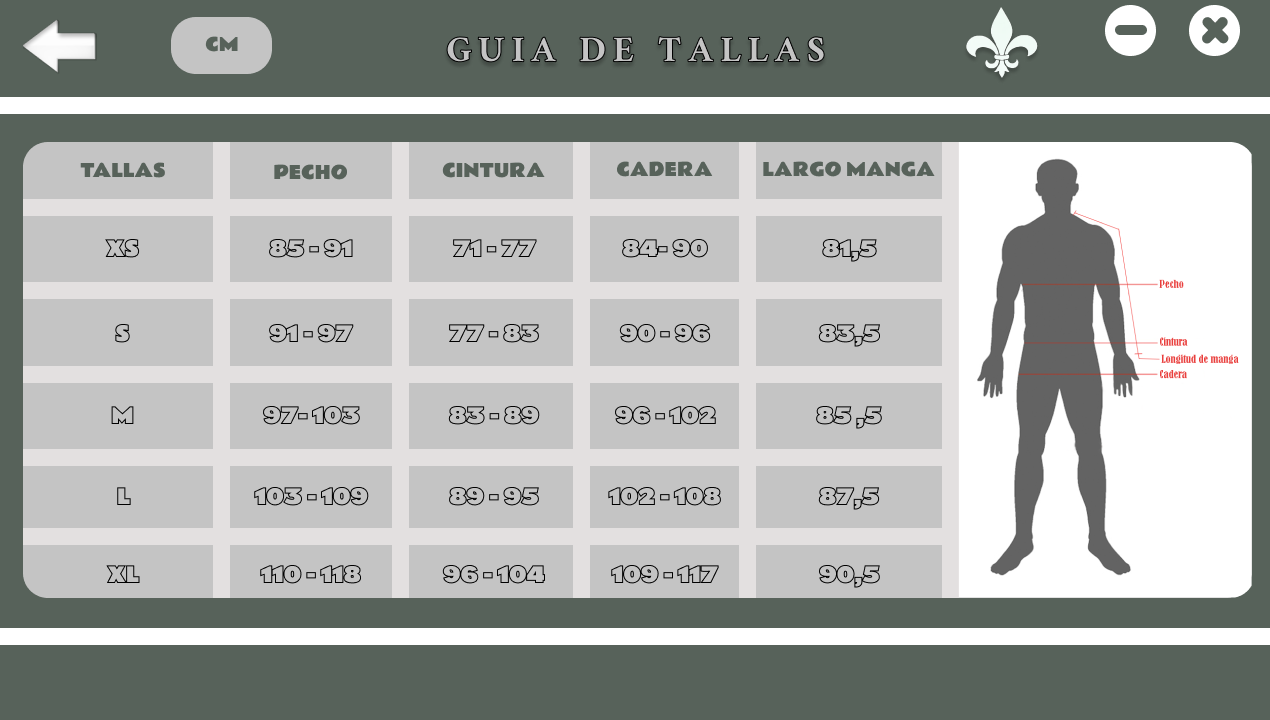 CM
GUIA DE TALLAS
TALLAS PECHO CINTURA CADERA LARGO MANGA
XS 85 - 91 71 - 77 84- 90 81,5
S 91 - 97 77 - 83 90 - 96 83,5
M 97- 103 83 - 89 96 - 102 85 ,5
L 103 - 109 89 - 95 102 - 108 87,5
XL 110 - 118 96 - 104 109 - 117 90,5
Pecho
Cintura
Longitud de manga
Cadera